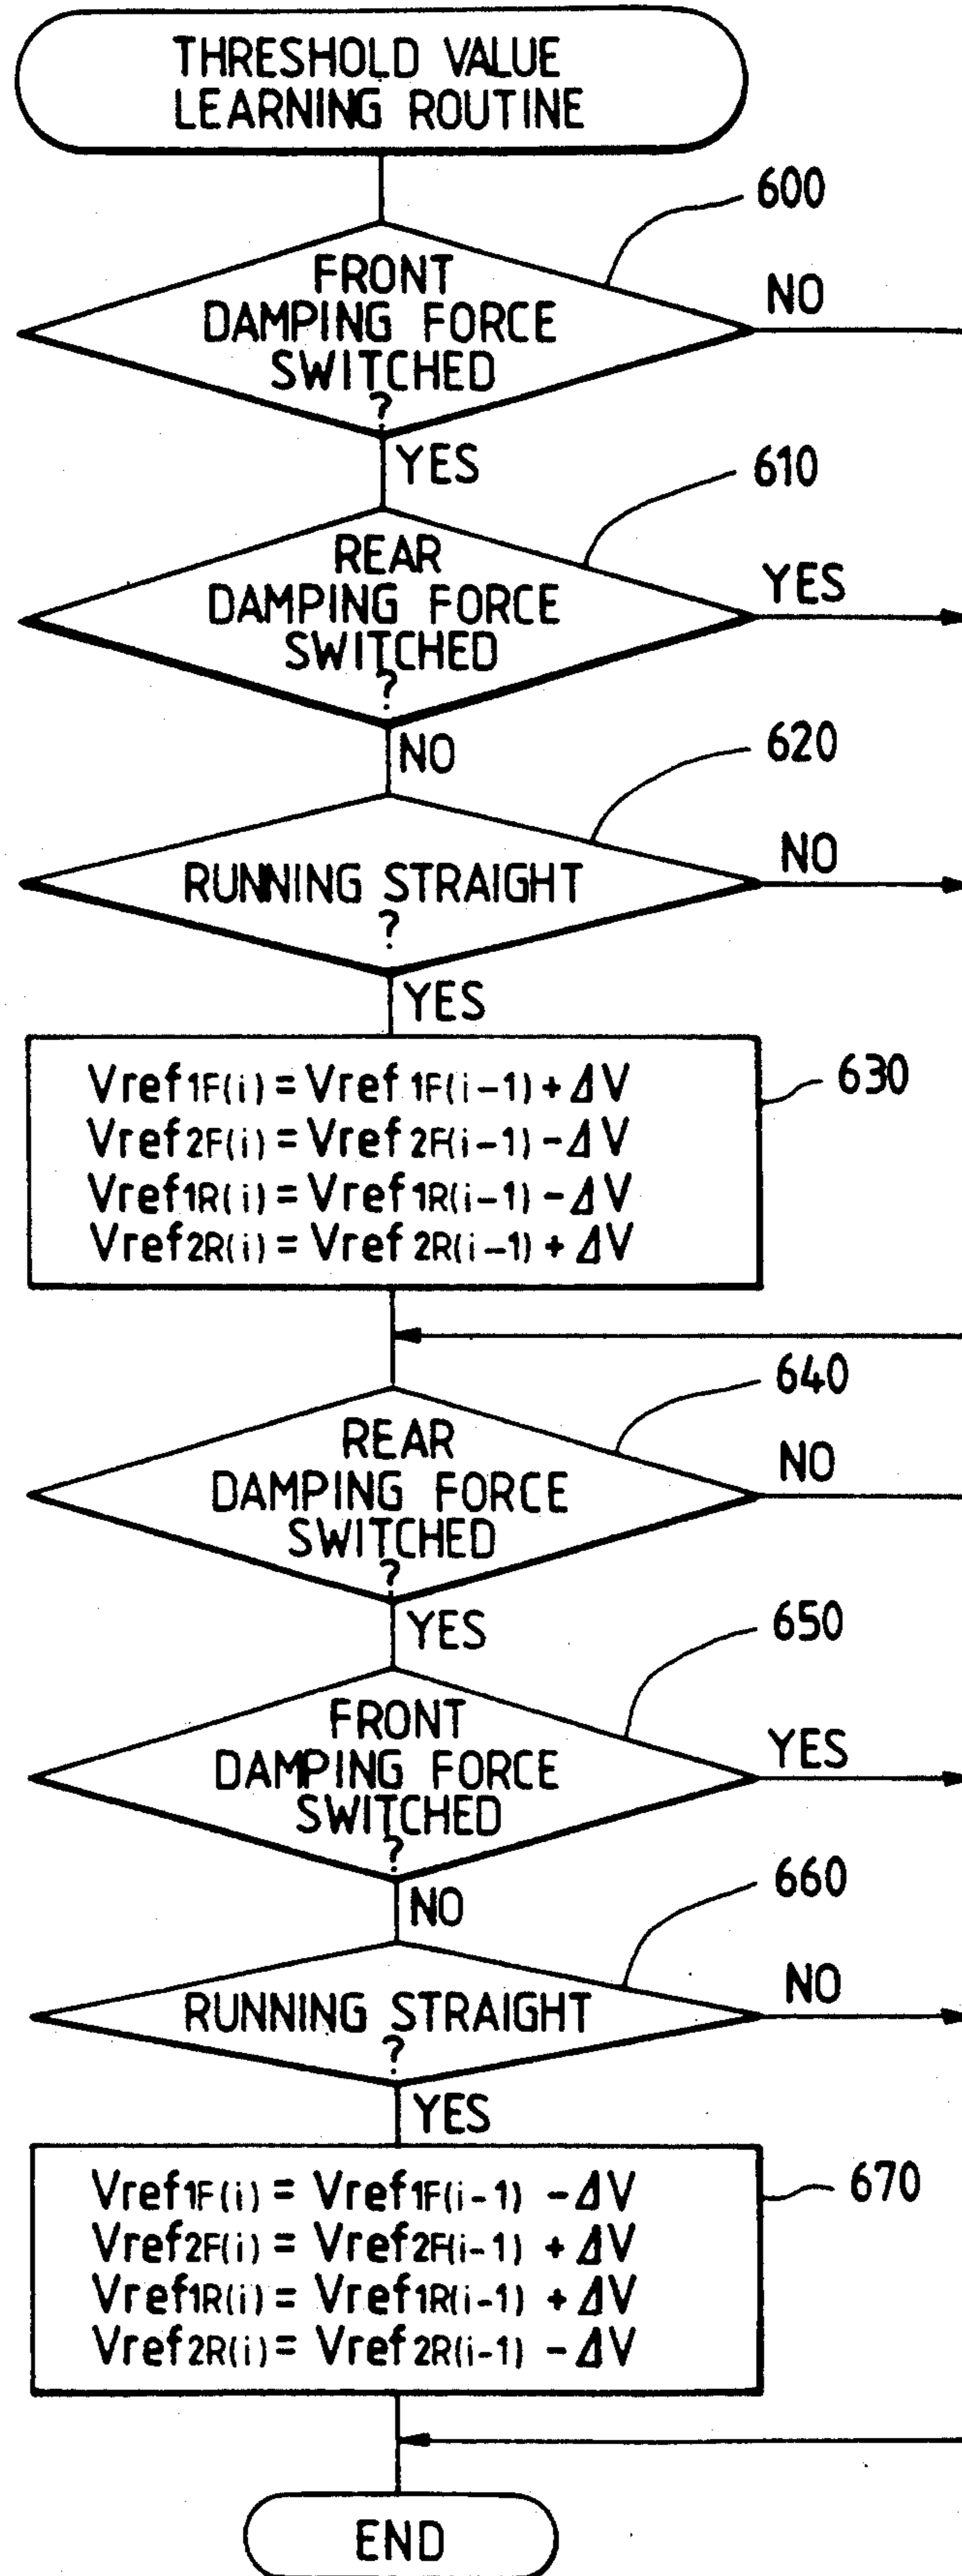 THRESHOLD VALUE
LEARNING ROUTINE
600
FRONT
DAMPING FORCE
SWITCHED
?
NO
YES
610
REAR
DAMPING FORCE
SWITCHED
?
YES
NO
620
RUNNING STRAIGHT
?
NO
YES
630
Vref1F(i) = Vref1F(i-1) + ΔV
Vref2F(i) = Vref2F(i-1) - ΔV
Vref1R(i) = Vref1R(i-1) - ΔV
Vref2R(i) = Vref2R(i-1) + ΔV
640
REAR
DAMPING FORCE
SWITCHED
?
NO
YES
650
FRONT
DAMPING FORCE
SWITCHED
?
YES
NO
660
RUNNING STRAIGHT
?
NO
YES
670
Vref1F(i) = Vref1F(i-1) - ΔV
Vref2F(i) = Vref2F(i-1) + ΔV
Vref1R(i) = Vref1R(i-1) + ΔV
Vref2R(i) = Vref2R(i-1) - ΔV
END